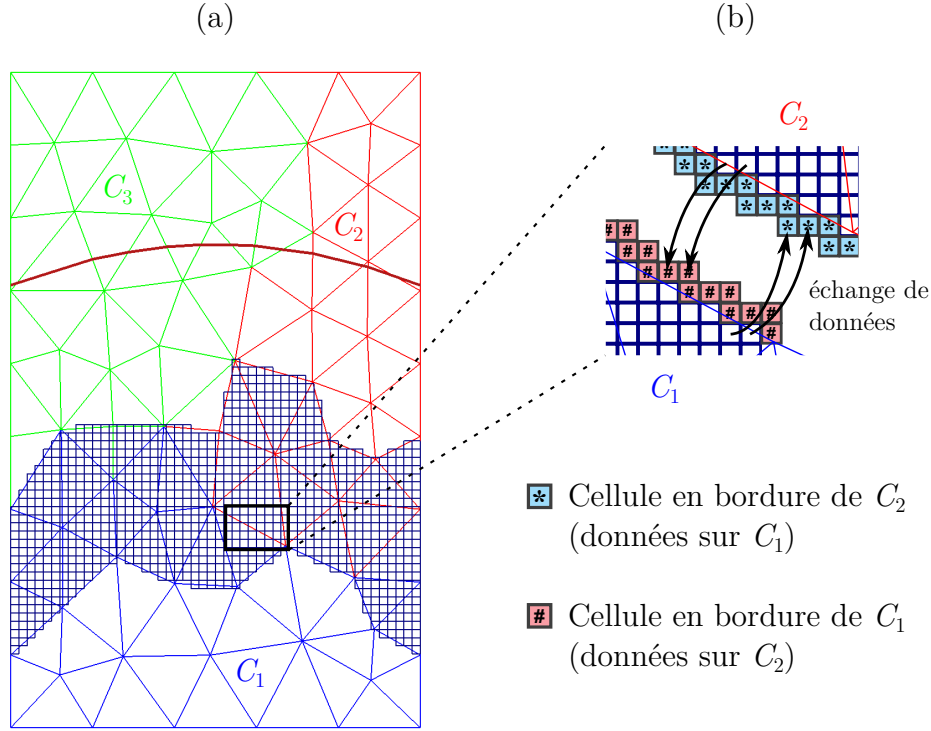 (a)
(b)
C₃
C₂
C₁
C₂
échange de
données
C₁
* Cellule en bordure de C₂
(données sur C₁)
# Cellule en bordure de C₁
(données sur C₂)